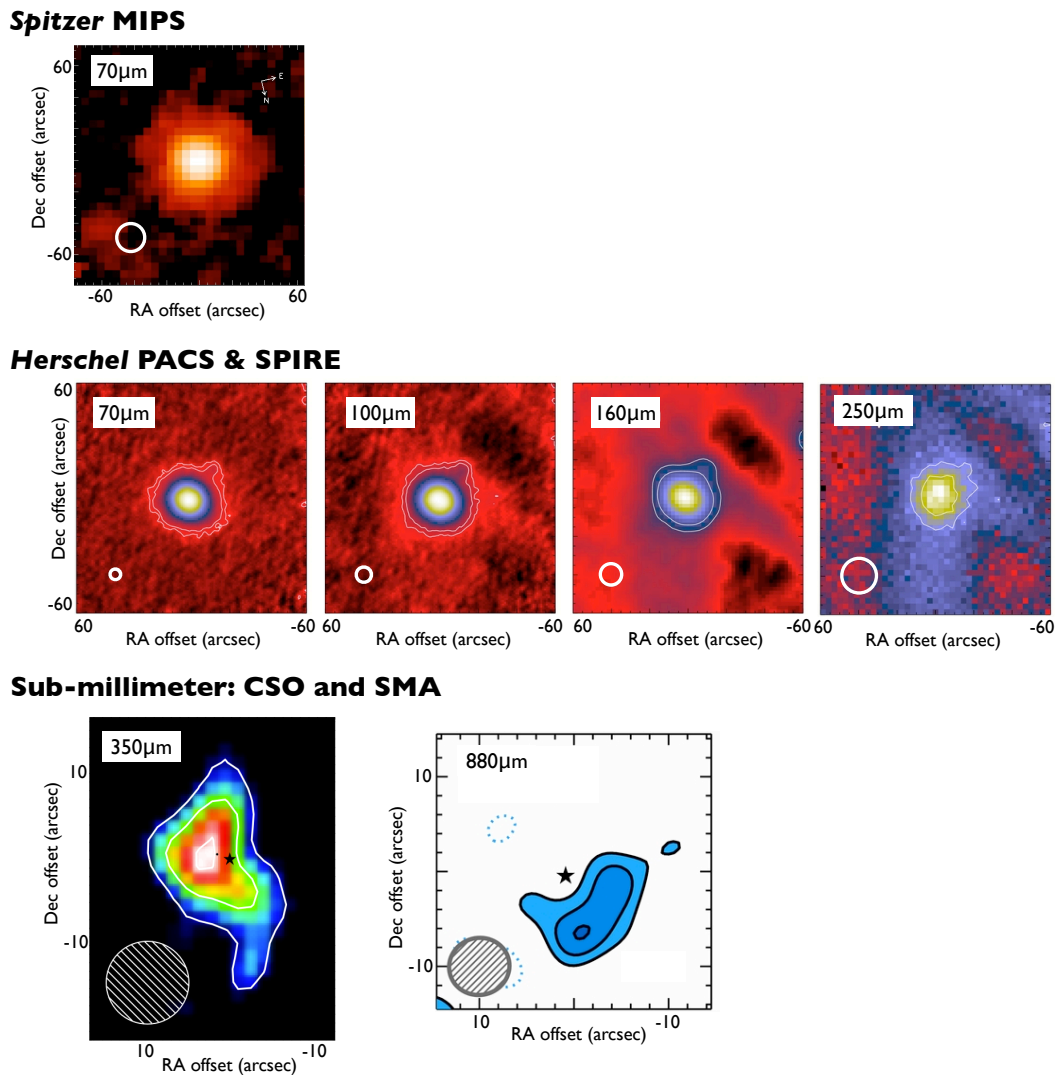 Spitzer MIPS
70μm
E
N
60
-60
Dec offset (arcsec)
-60 60
RA offset (arcsec)
Herschel PACS & SPIRE
70μm 100μm 160μm 250μm
60
-60
Dec offset (arcsec)
60 -60 60 -60 60 -60 60 -60
RA offset (arcsec) RA offset (arcsec) RA offset (arcsec) RA offset (arcsec)
Sub-millimeter: CSO and SMA
350μm
10
-10
Dec offset (arcsec)
10 -10
RA offset (arcsec)
880μm
10
-10
Dec offset (arcsec)
10 -10
RA offset (arcsec)